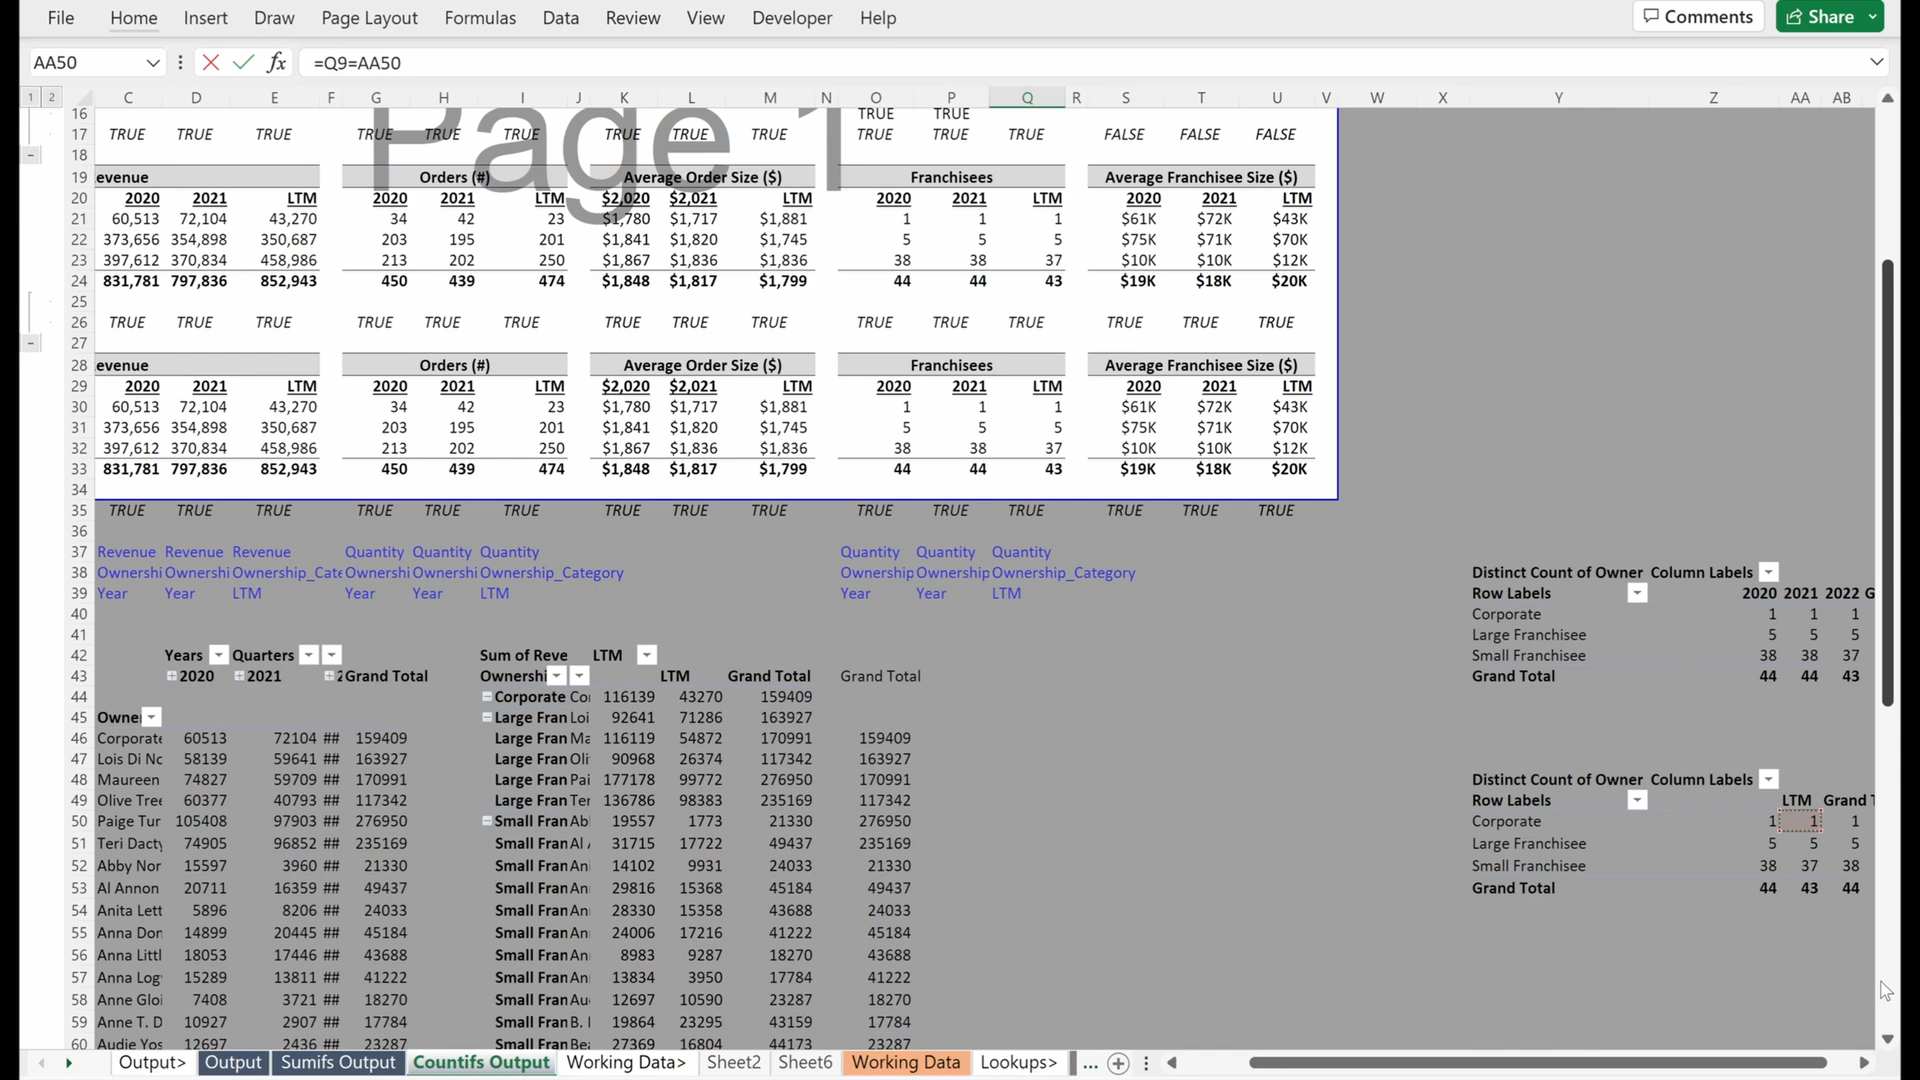 File Home Insert Draw Page Layout Formulas Data Review View Developer Help Comments Share
AA50 fx =Q9=AA50
1 2 C D E F G H I J K L M N O P Q R S T U V W X Y Z AA AB
Page 1
16 TRUE TRUE
17 TRUE TRUE TRUE TRUE TRUE TRUE TRUE TRUE TRUE TRUE TRUE TRUE FALSE FALSE FALSE
18
19 evenue Orders (#) Average Order Size ($) Franchisees Average Franchisee Size ($)
20 2020 2021 LTM 2020 2021 LTM $2,020 $2,021 LTM 2020 2021 LTM 2020 2021 LTM
21 60,513 72,104 43,270 34 42 23 $1,780 $1,717 $1,881 1 1 1 $61K $72K $43K
22 373,656 354,898 350,687 203 195 201 $1,841 $1,820 $1,745 5 5 5 $75K $71K $70K
23 397,612 370,834 458,986 213 202 250 $1,867 $1,836 $1,836 38 38 37 $10K $10K $12K
24 831,781 797,836 852,943 450 439 474 $1,848 $1,817 $1,799 44 44 43 $19K $18K $20K
25
26 TRUE TRUE TRUE TRUE TRUE TRUE TRUE TRUE TRUE TRUE TRUE TRUE TRUE TRUE TRUE
27
28 evenue Orders (#) Average Order Size ($) Franchisees Average Franchisee Size ($)
29 2020 2021 LTM 2020 2021 LTM $2,020 $2,021 LTM 2020 2021 LTM 2020 2021 LTM
30 60,513 72,104 43,270 34 42 23 $1,780 $1,717 $1,881 1 1 1 $61K $72K $43K
31 373,656 354,898 350,687 203 195 201 $1,841 $1,820 $1,745 5 5 5 $75K $71K $70K
32 397,612 370,834 458,986 213 202 250 $1,867 $1,836 $1,836 38 38 37 $10K $10K $12K
33 831,781 797,836 852,943 450 439 474 $1,848 $1,817 $1,799 44 44 43 $19K $18K $20K
34
35 TRUE TRUE TRUE TRUE TRUE TRUE TRUE TRUE TRUE TRUE TRUE TRUE TRUE TRUE TRUE
36
37 Revenue Revenue Revenue Quantity Quantity Quantity Quantity Quantity Quantity
38 Ownershi Ownershi Ownership_Cate Ownershi Ownershi Ownership_Category Ownership Ownership Ownership_Category Distinct Count of Owner Column Labels
39 Year Year LTM Year Year LTM Year Year LTM Row Labels 2020 2021 2022 G
40 Corporate 1 1 1
41 Large Franchisee 5 5 5
42 Years Quarters Sum of Reve LTM Small Franchisee 38 38 37
43 2020 2021 2 Grand Total Ownershi LTM Grand Total Grand Total Grand Total 44 44 43
44 Corporate Co 116139 43270 159409
45 Owne Large Fran Loi 92641 71286 163927
46 Corporate 60513 72104 ## 159409 Large Fran Ma 116119 54872 170991 159409
47 Lois Di No 58139 59641 ## 163927 Large Fran Oli 90968 26374 117342 163927
48 Maureen 74827 59709 ## 170991 Large Fran Pai 177178 99772 276950 170991 Distinct Count of Owner Column Labels
49 Olive Tree 60377 40793 ## 117342 Large Fran Ter 136786 98383 235169 117342 Row Labels LTM Grand T
50 Paige Tur 105408 97903 ## 276950 Small Fran Ab 19557 1773 21330 276950 Corporate 1 1 1
51 Teri Dacty 74905 96852 ## 235169 Small Fran Al 31715 17722 49437 235169 Large Franchisee 5 5 5
52 Abby Nor 15597 3960 ## 21330 Small Fran Ani 14102 9931 24033 21330 Small Franchisee 38 37 38
53 Al Annon 20711 16359 ## 49437 Small Fran An 29816 15368 45184 49437 Grand Total 44 43 44
54 Anita Lett 5896 8206 ## 24033 Small Fran An 28330 15358 43688 24033
55 Anna Don 14899 20445 ## 45184 Small Fran An 24006 17216 41222 45184
56 Anna Littl 18053 17446 ## 43688 Small Fran An 8983 9287 18270 43688
57 Anna Log 15289 13811 ## 41222 Small Fran An 13834 3950 17784 41222
58 Anne Gloi 7408 3721 ## 18270 Small Fran Au 12697 10590 23287 18270
59 Anne T. D 10927 2907 ## 17784 Small Fran B. 19864 23295 43159 17784
60 Audie Yos 12697 2436 ## 23287 Small Fran Be 27369 16804 44173 23287
Output> Output Sumifs Output Countifs Output Working Data> Sheet2 Sheet6 Working Data Lookups> ...